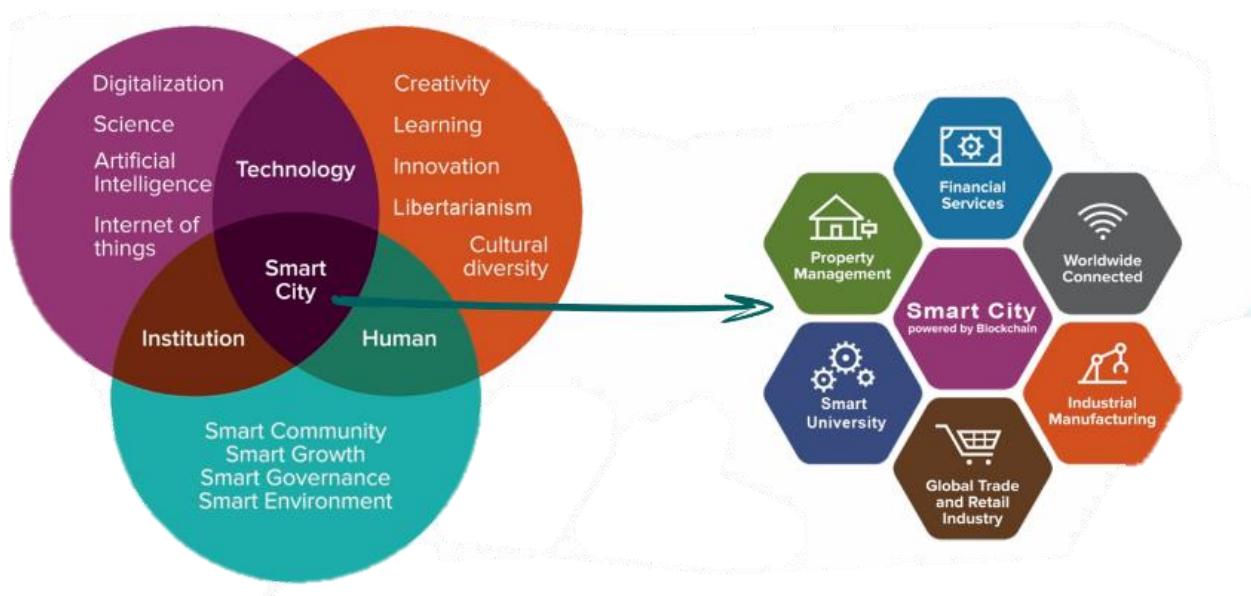 Digitalization
Science
Artificial
Intelligence
Internet of
things
Technology
Creativity
Learning
Innovation
Libertarianism
Cultural
diversity
Smart
City
Institution
Human
Smart Community
Smart Growth
Smart Governance
Smart Environment
Financial
Services
Property
Management
Worldwide
Connected
Smart City
powered by Blockchain
Smart
University
Industrial
Manufacturing
Global Trade
and Retail
Industry